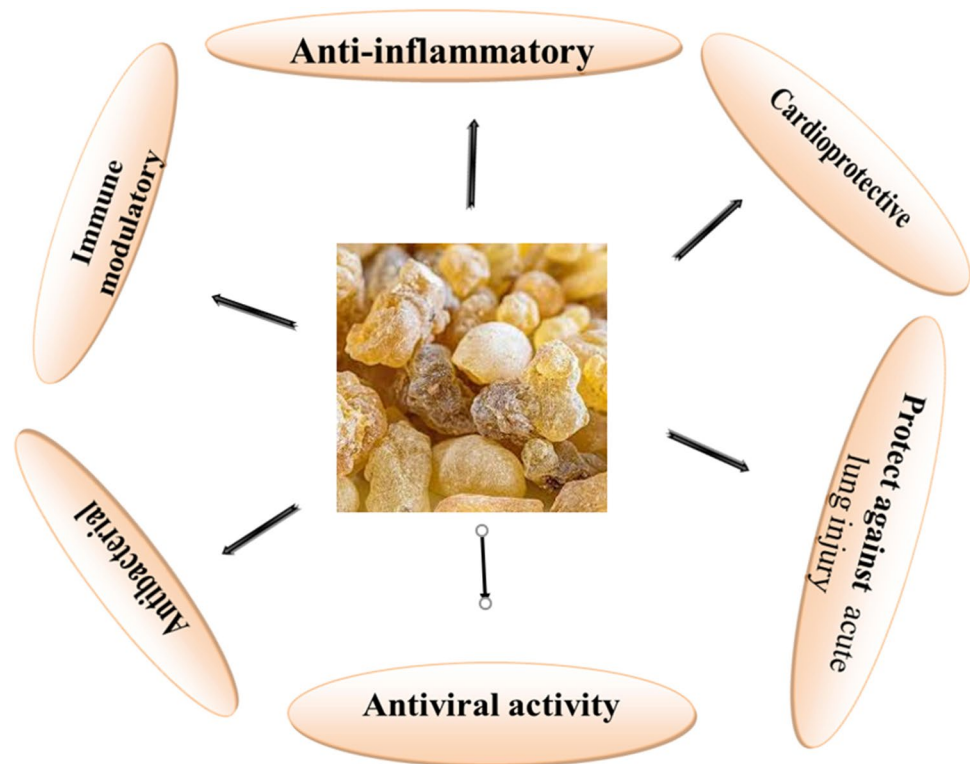 Anti-inflammatory
Cardioprotective
Protect against acute
lung injury
Antiviral activity
Antibacterial
Immune
modulatory